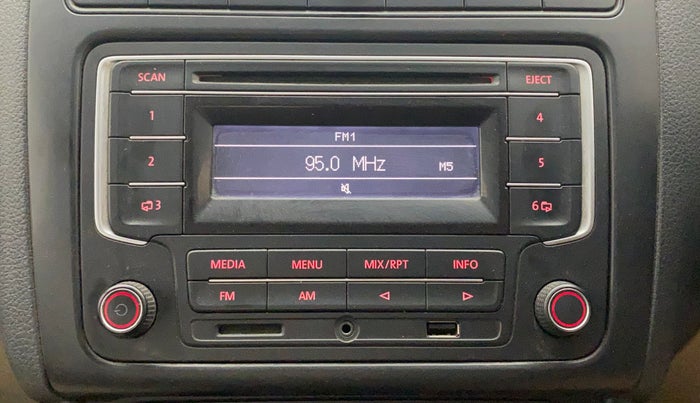 SCAN
EJECT
1
FM1
4
2
95.0 MHz M5
5
3
6
MEDIA MENU MIX/RPT INFO
FM AM